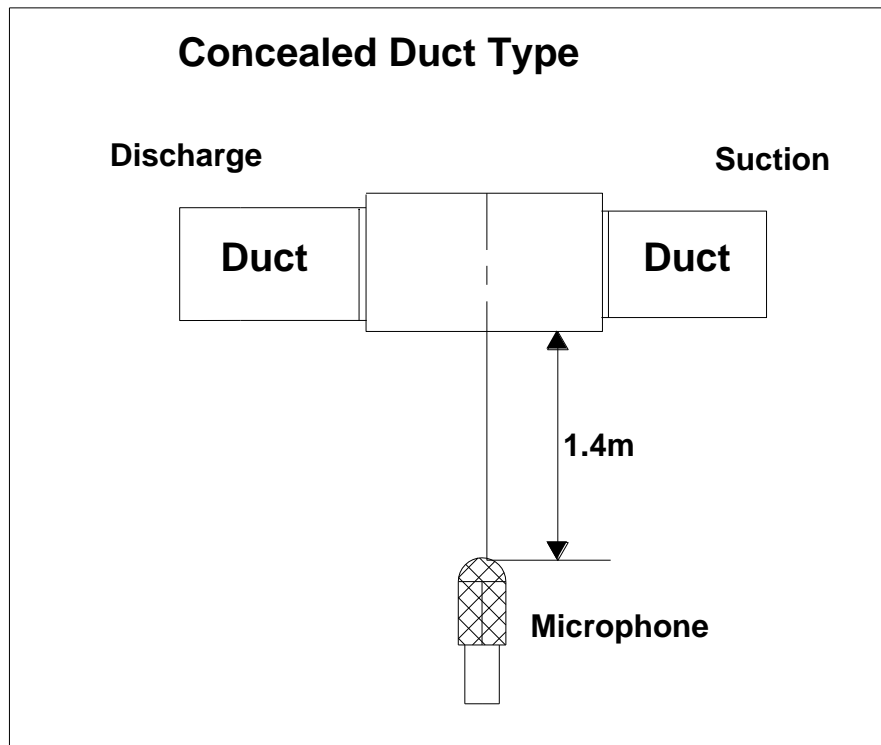 Concealed Duct Type
Discharge
Suction
Duct
Duct
1.4m
Microphone